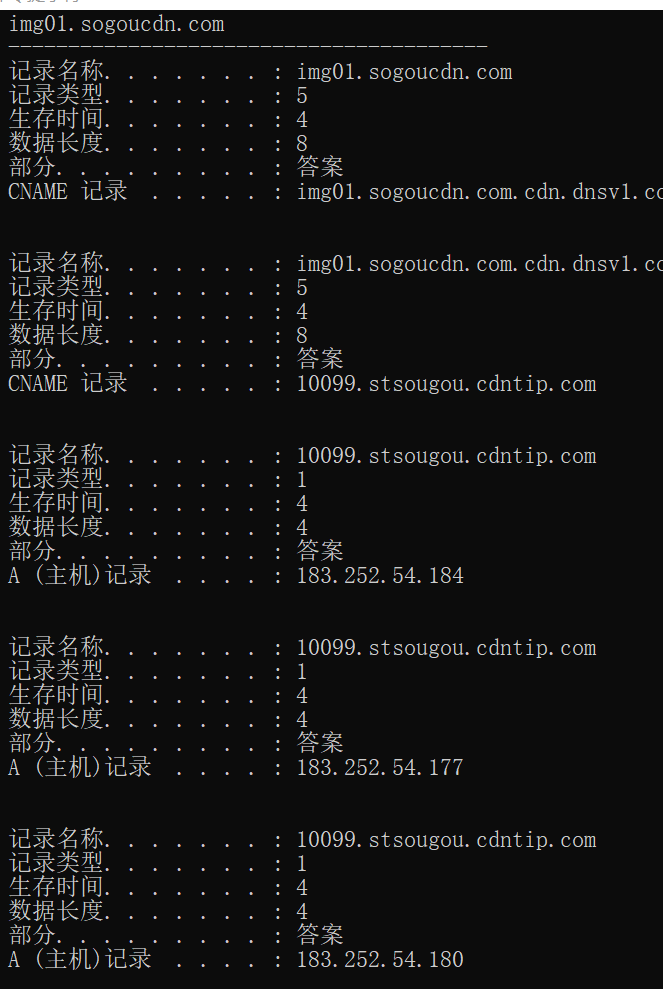 img01.sogoucdn.com
----------------------------------------
记录名称. . . . . . . : img01.sogoucdn.com
记录类型. . . . . . . : 5
生存时间. . . . . . . : 4
数据长度. . . . . . . : 8
部分. . . . . . . . . : 答案
CNAME 记录  . . . . . : img01.sogoucdn.com.cdn.dnsv1.co
记录名称. . . . . . . : img01.sogoucdn.com.cdn.dnsv1.co
记录类型. . . . . . . : 5
生存时间. . . . . . . : 4
数据长度. . . . . . . : 8
部分. . . . . . . . . : 答案
CNAME 记录  . . . . . : 10099.stsougou.cdntip.com
记录名称. . . . . . . : 10099.stsougou.cdntip.com
记录类型. . . . . . . : 1
生存时间. . . . . . . : 4
数据长度. . . . . . . : 4
部分. . . . . . . . . : 答案
A (主机)记录  . . . . : 183.252.54.184
记录名称. . . . . . . : 10099.stsougou.cdntip.com
记录类型. . . . . . . : 1
生存时间. . . . . . . : 4
数据长度. . . . . . . : 4
部分. . . . . . . . . : 答案
A (主机)记录  . . . . : 183.252.54.177
记录名称. . . . . . . : 10099.stsougou.cdntip.com
记录类型. . . . . . . : 1
生存时间. . . . . . . : 4
数据长度. . . . . . . : 4
部分. . . . . . . . . : 答案
A (主机)记录  . . . . : 183.252.54.180